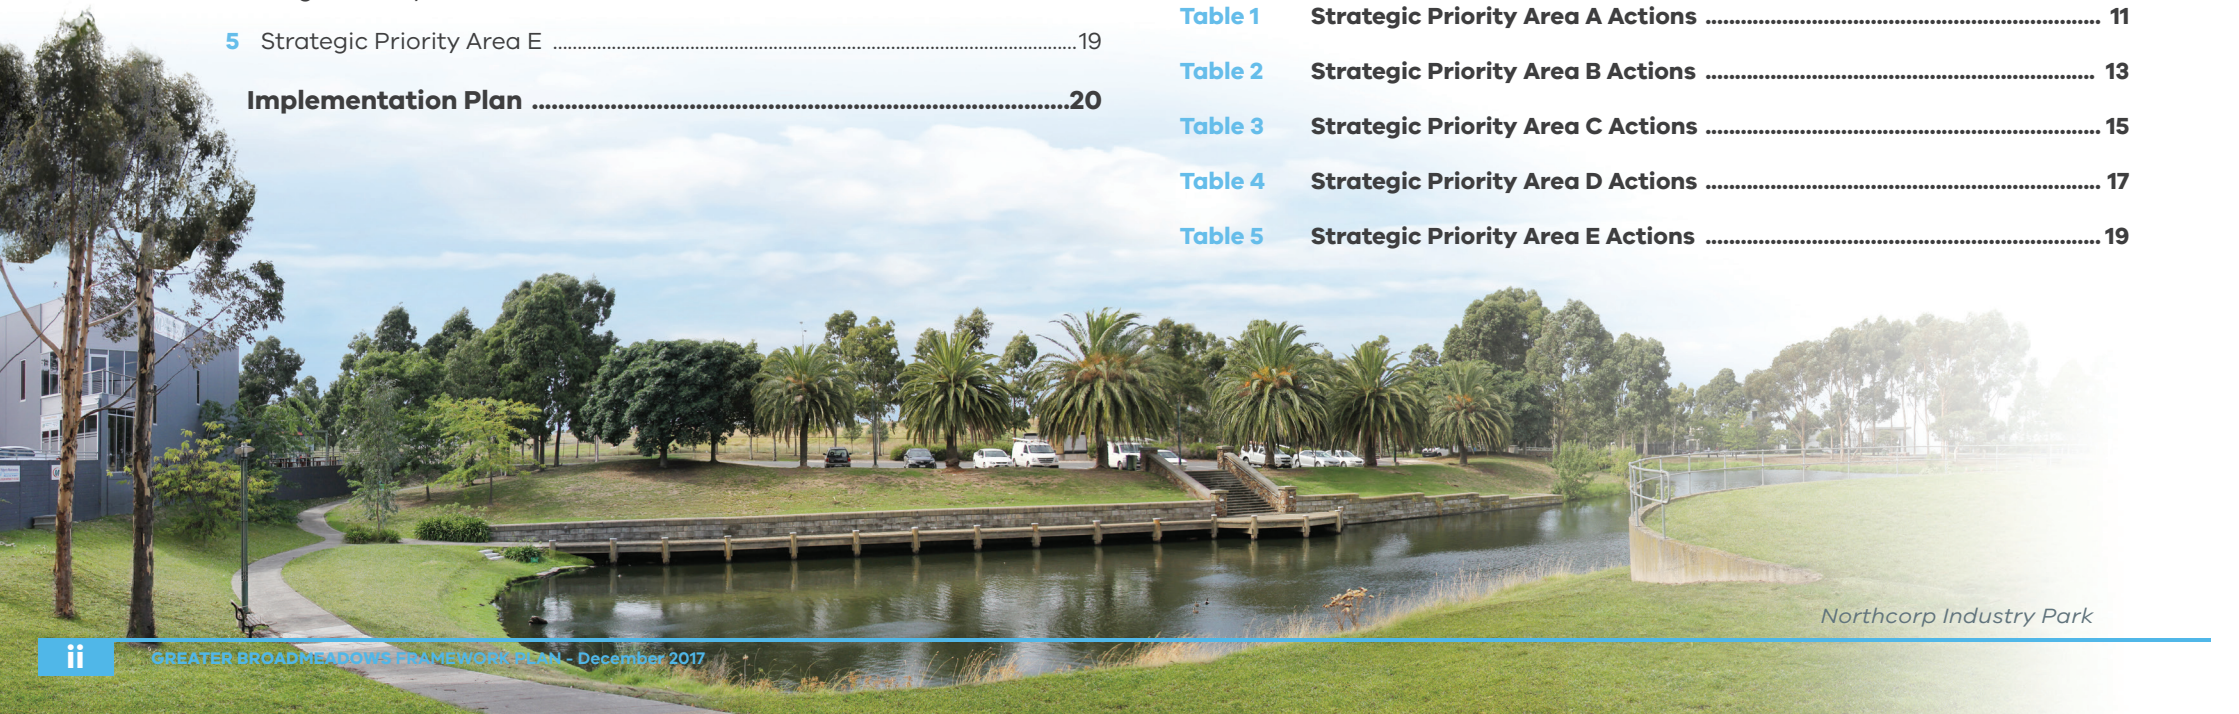 5 Strategic Priority Area E ........ 19
Implementation Plan ........ 20
Table 1 Strategic Priority Area A Actions ........ 11
Table 2 Strategic Priority Area B Actions ........ 13
Table 3 Strategic Priority Area C Actions ........ 15
Table 4 Strategic Priority Area D Actions ........ 17
Table 5 Strategic Priority Area E Actions ........ 19
Northcorp Industry Park
ii GREATER BROADMEADOWS FRAMEWORK PLAN - December 2017